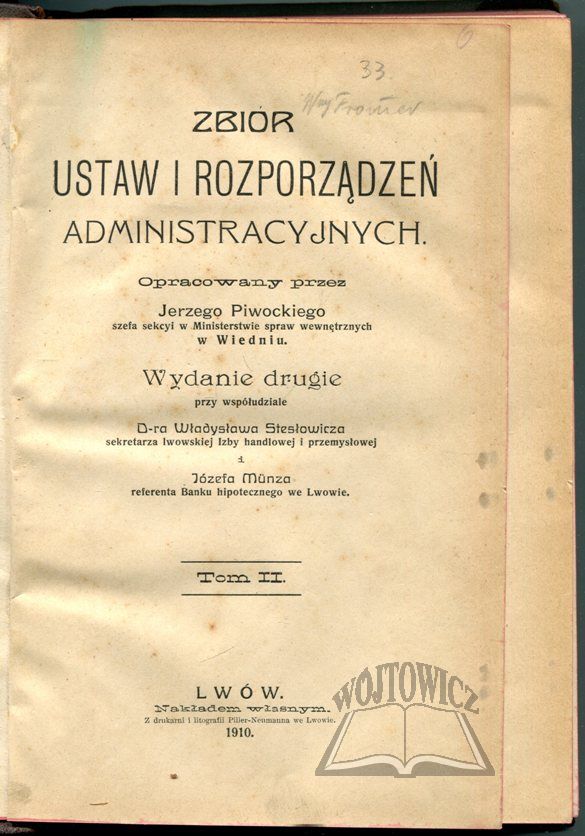 33.
ZBIÓR
USTAW I ROZPORZĄDZEŃ
ADMINISTRACYJNYCH.
Opracowany przez
Jerzego Piwockiego
szefa sekcyi w Ministerstwie spraw wewnętrznych
w Wiedniu.
Wydanie drugie
przy współudziale
D-ra Władysława Stesłowicza
sekretarza lwowskiej Izby handlowej i przemysłowej
i
Józefa Münza
referenta Banku hipotecznego we Lwowie.
Tom II.
LWÓW.
Nakładem własnym.
Z drukarni i litografii Piller-Neumanna we Lwowie.
1910.
WÓJTOWICZ